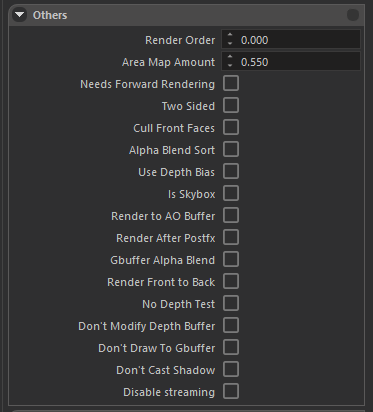 Others
Render Order 0.000
Area Map Amount 0.550
Needs Forward Rendering
Two Sided
Cull Front Faces
Alpha Blend Sort
Use Depth Bias
Is Skybox
Render to AO Buffer
Render After Postfx
Gbuffer Alpha Blend
Render Front to Back
No Depth Test
Don't Modify Depth Buffer
Don't Draw To Gbuffer
Don't Cast Shadow
Disable streaming